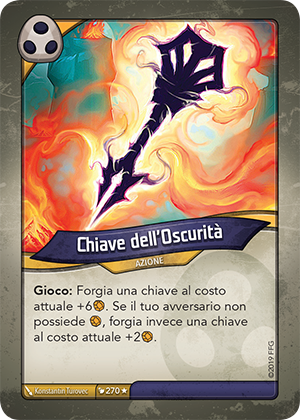 Chiave dell'Oscurità
AZIONE
Gioco: Forgia una chiave al costo
attuale +6. Se il tuo avversario non
possiede , forgia invece una chiave
al costo attuale +2.
Konstantin Turovec
270
©2019 FFG